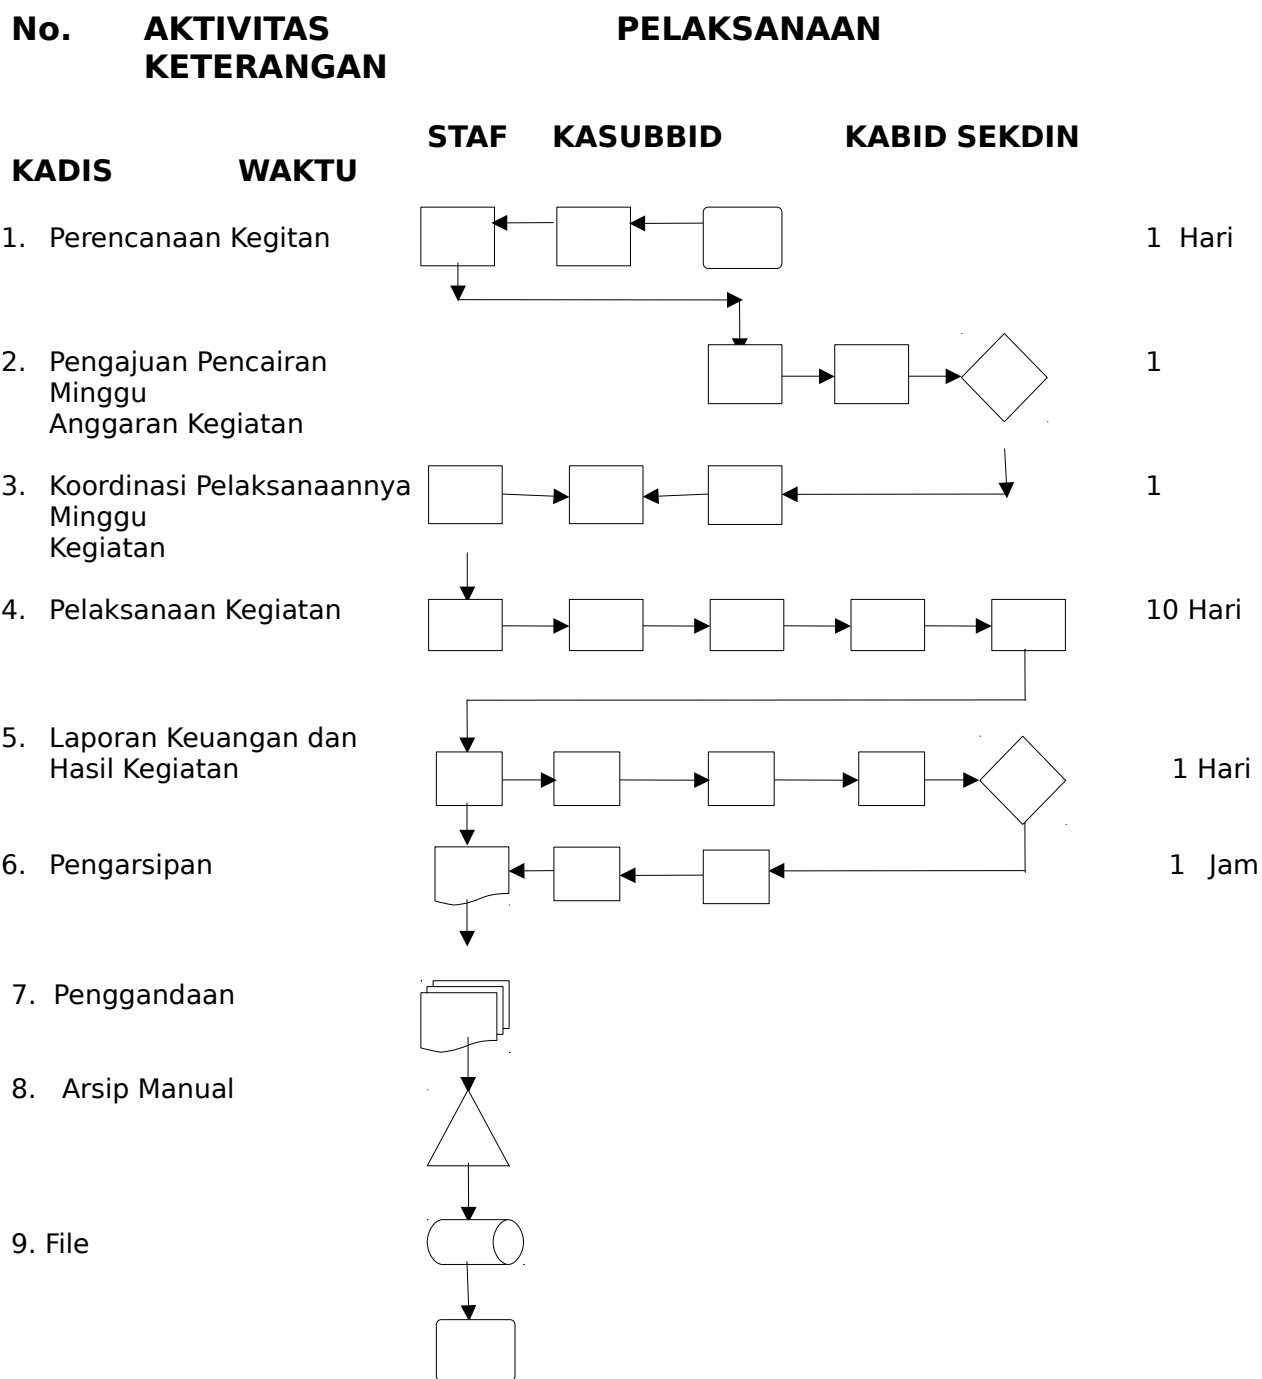 No. AKTIVITAS PELAKSANAAN
KETERANGAN
STAF KASUBBID KABID SEKDIN
KADIS WAKTU
1. Perencanaan Kegitan 1 Hari
2. Pengajuan Pencairan 1
Minggu
Anggaran Kegiatan
3. Koordinasi Pelaksanaannya 1
Minggu
Kegiatan
4. Pelaksanaan Kegiatan 10 Hari
5. Laporan Keuangan dan
Hasil Kegiatan 1 Hari
6. Pengarsipan 1 Jam
7. Penggandaan
8. Arsip Manual
9. File